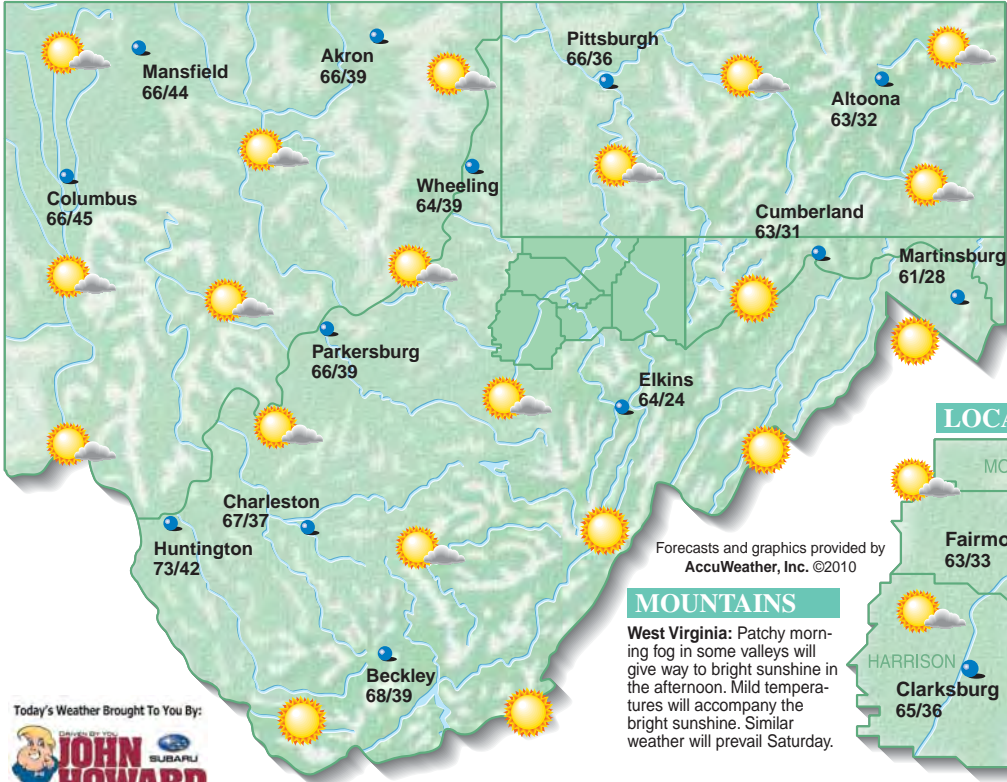 Mansfield
66/44
Akron
66/39
Pittsburgh
66/36
Altoona
63/32
Columbus
66/45
Wheeling
64/39
Cumberland
63/31
Martinsburg
61/28
Parkersburg
66/39
Elkins
64/24
Charleston
67/37
Huntington
73/42
Beckley
68/39
Forecasts and graphics provided by
AccuWeather, Inc. ©2010
MOUNTAINS
West Virginia: Patchy morn-
ing fog in some valleys will
give way to bright sunshine in
the afternoon. Mild tempera-
tures will accompany the
bright sunshine. Similar
weather will prevail Saturday.
LOCA
MO
Fairmo
63/33
HARRISON
Clarksburg
65/36
Today's Weather Brought To You By:
DRIVEN BY YOU
JOHN
SUBARU
HOWARD